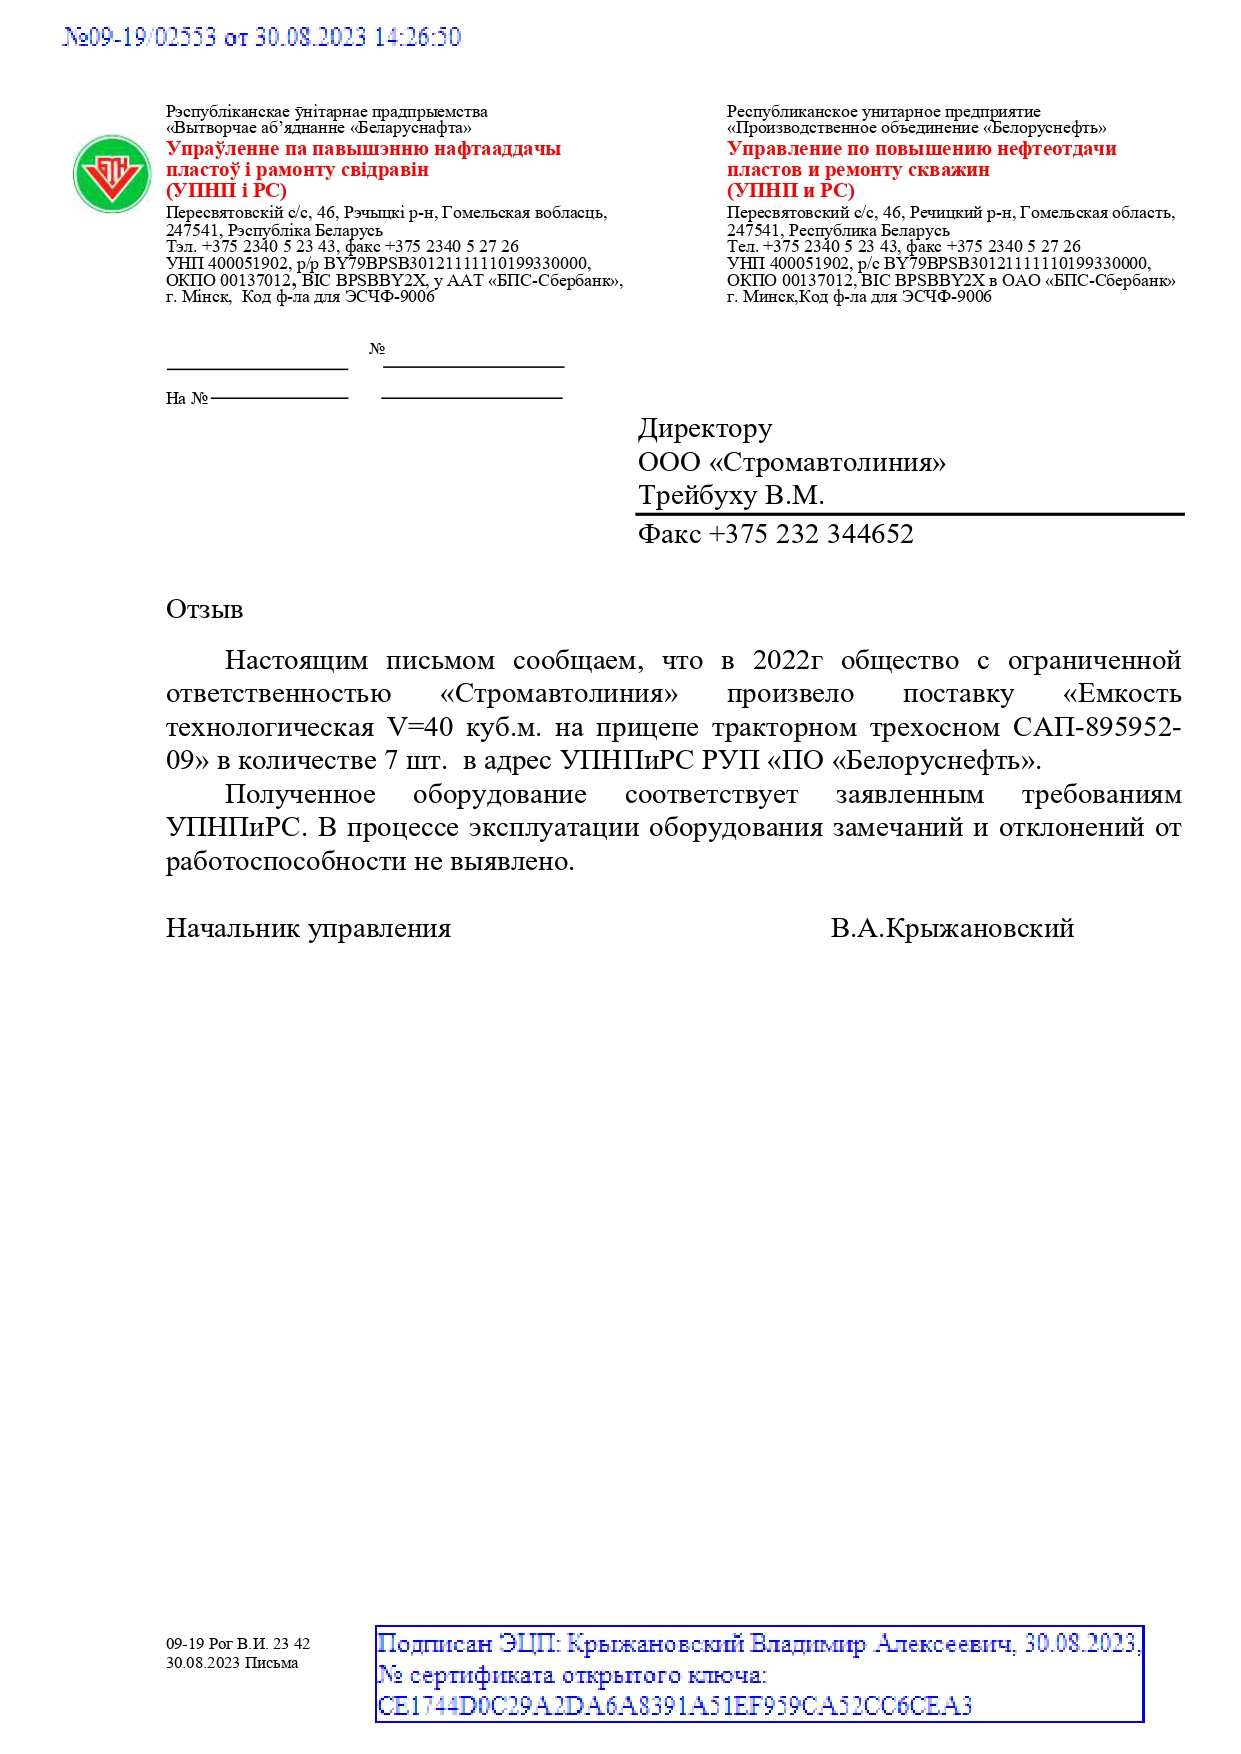 №09-19/02553 от 30.08.2023 14:26:50
Рэспубліканскае ўнітарнае прадпрыемства
«Вытворчае аб’яднанне «Беларуснафта»
Упраўленне па павышэнню нафтааддачы
пластоў і рамонту свідравін
(УПНП і РС)
Пересвятовскій с/с, 46, Рэчыцкі р-н, Гомельская вобласць,
247541, Рэспубліка Беларусь
Тэл. +375 2340 5 23 43, факс +375 2340 5 27 26
УНП 400051902, р/р BY79BPSB30121111110199330000,
ОКПО 00137012, BIC BPSBBY2X, у ААТ «БПС-Сбербанк»,
г. Мінск, Код ф-ла для ЭСЧФ-9006
Республиканское унитарное предприятие
«Производственное объединение «Белоруснефть»
Управление по повышению нефтеотдачи
пластов и ремонту скважин
(УПНП и РС)
Пересвятовский с/с, 46, Речицкий р-н, Гомельская область,
247541, Республика Беларусь
Тел. +375 2340 5 23 43, факс +375 2340 5 27 26
УНП 400051902, р/с BY79BPSB30121111110199330000,
ОКПО 00137012, BIC BPSBBY2X в ОАО «БПС-Сбербанк»
г. Минск,Код ф-ла для ЭСЧФ-9006
№
На №
Директору
ООО «Стромавтолиния»
Трейбуху В.М.
Факс +375 232 344652
Отзыв
Настоящим письмом сообщаем, что в 2022г общество с ограниченной
ответственностью «Стромавтолиния» произвело поставку «Емкость
технологическая V=40 куб.м. на прицепе тракторном трехосном САП-895952-
09» в количестве 7 шт. в адрес УПНПиРС РУП «ПО «Белоруснефть».
Полученное оборудование соответствует заявленным требованиям
УПНПиРС. В процессе эксплуатации оборудования замечаний и отклонений от
работоспособности не выявлено.
Начальник управления В.А.Крыжановский
09-19 Рог В.И. 23 42
30.08.2023 Письма
Подписан ЭЦП: Крыжановский Владимир Алексеевич, 30.08.2023,
№ сертификата открытого ключа:
CE1744D0C29A2DA6A8391A51EF959CA52CC6CEA3